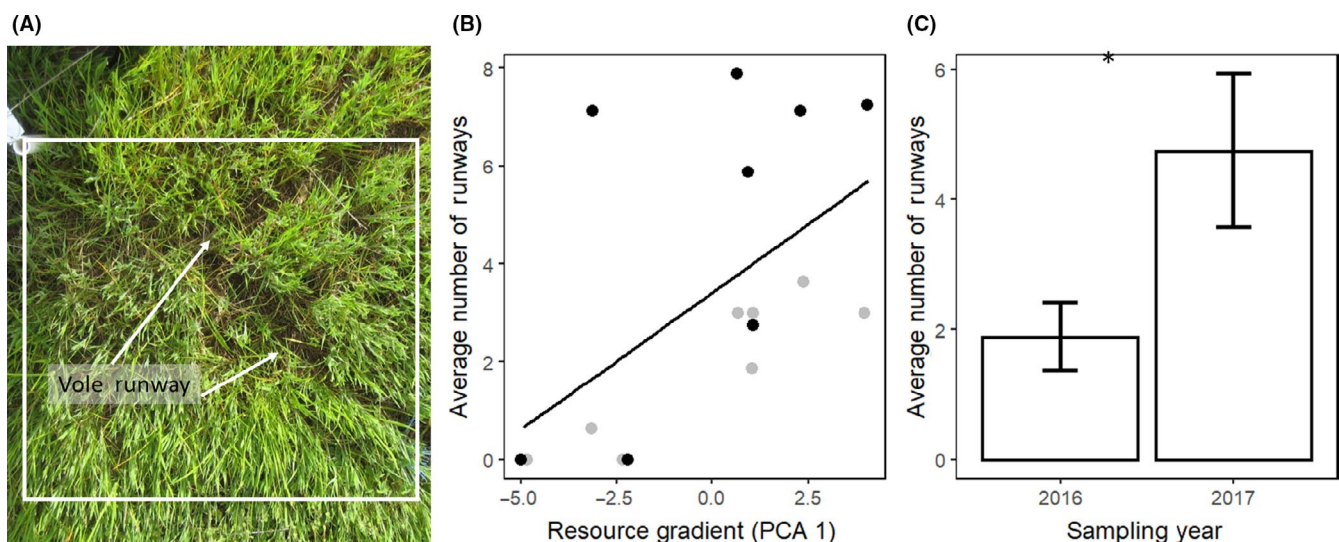 (A)
Vole runway
(B)
Average number of runways
8
6
4
2
0
−5.0
−2.5
0.0
2.5
Resource gradient (PCA 1)
(C)
*
Average number of runways
6
4
2
0
2016
2017
Sampling year